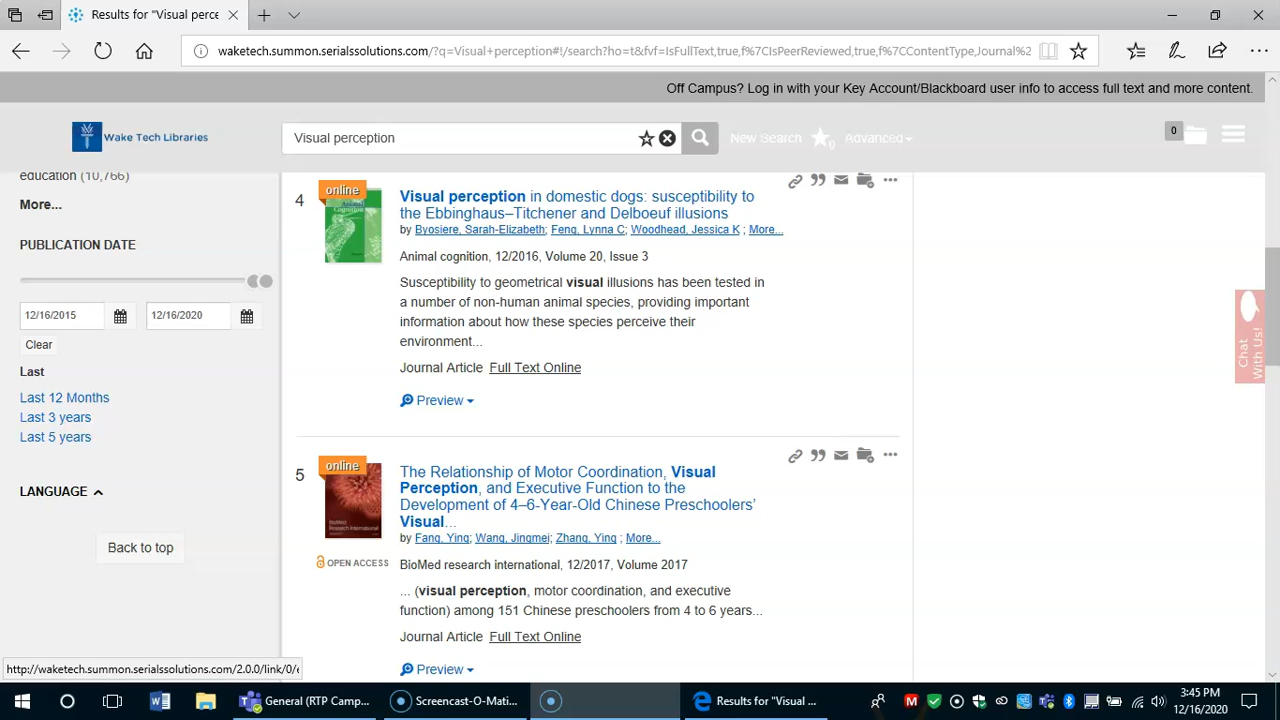 Results for "Visual perce
waketech.summon.serialssolutions.com/?q=Visual+perception#!/search?ho=t&fvf=IsFullText,true,f%7CIsPeerReviewed,true,f%7CContentType,Journal%2
Off Campus? Log in with your Key Account/Blackboard user info to access full text and more content.
Wake Tech Libraries
Visual perception
New Search
0
Advanced
0
education (10,766)
More...
PUBLICATION DATE
12/16/2015
12/16/2020
Clear
Last
Last 12 Months
Last 3 years
Last 5 years
LANGUAGE
Back to top
4
online
Cognition
Visual perception in domestic dogs: susceptibility to
the Ebbinghaus–Titchener and Delboeuf illusions
by Byosiere, Sarah-Elizabeth; Feng, Lynna C; Woodhead, Jessica K ; More...
Animal cognition, 12/2016, Volume 20, Issue 3
Susceptibility to geometrical visual illusions has been tested in
a number of non-human animal species, providing important
information about how these species perceive their
environment...
Journal Article Full Text Online
Preview
5
online
BioMed
Research International
OPEN ACCESS
The Relationship of Motor Coordination, Visual
Perception, and Executive Function to the
Development of 4–6-Year-Old Chinese Preschoolers'
Visual...
by Fang, Ying; Wang, Jingmei; Zhang, Ying ; More...
BioMed research international, 12/2017, Volume 2017
... (visual perception, motor coordination, and executive
function) among 151 Chinese preschoolers from 4 to 6 years...
Journal Article Full Text Online
Preview
Chat
With Us!
http://waketech.summon.serialssolutions.com/2.0.0/link/0/e
General (RTP Camp...
Screencast-O-Mati...
Results for "Visual ...
3:45 PM
12/16/2020